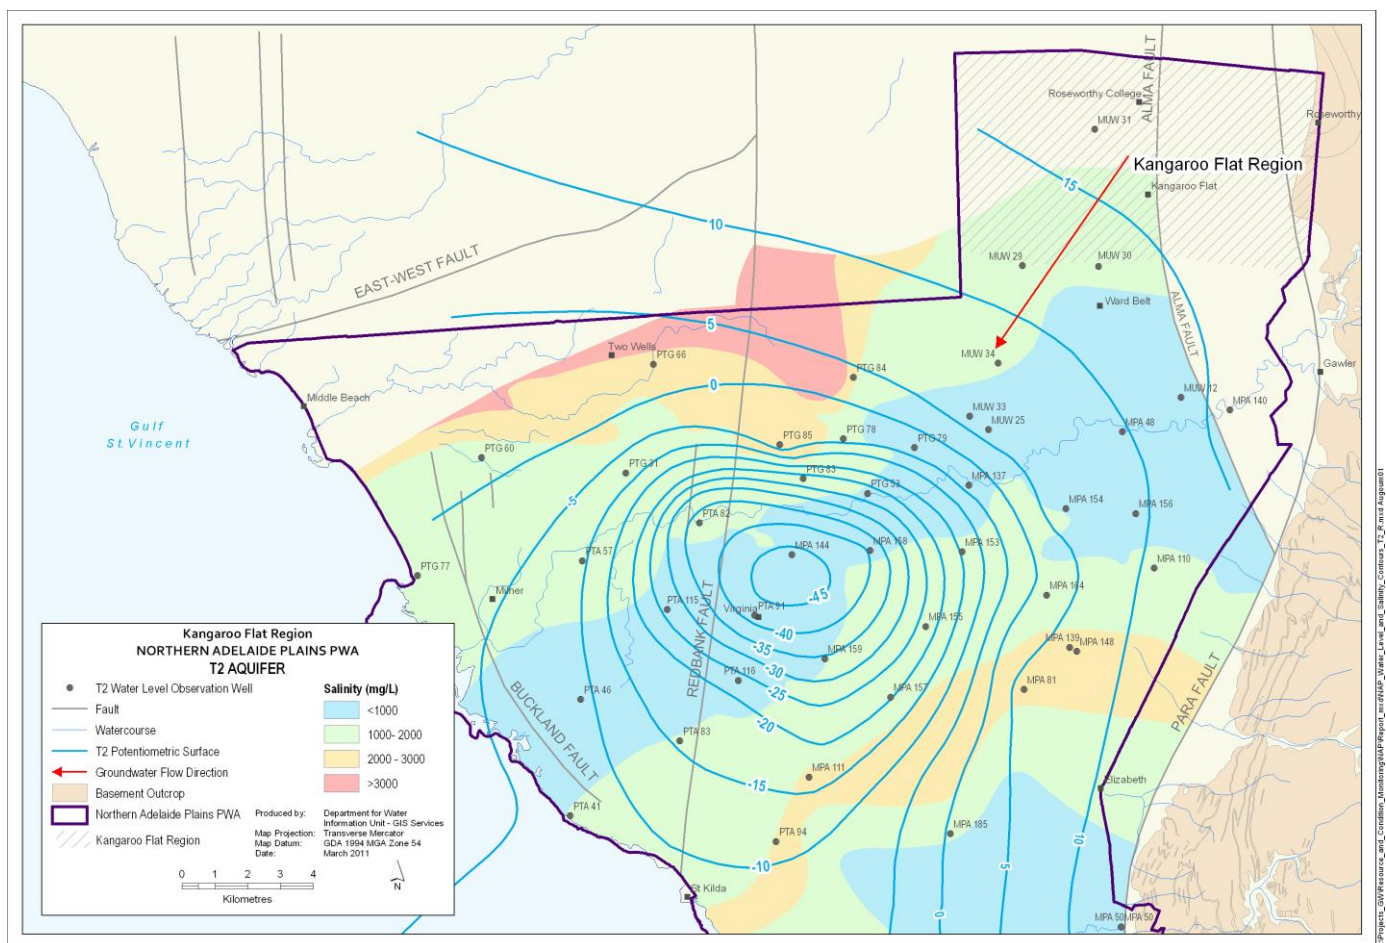 Roseworthy College
ALMA FAULT
MUW 31
Roseworthy
Kangaroo Flat Region
15
Kangaroo Flat
10
EAST-WEST FAULT
MUW 29
MUW 30
ALMA FAULT
Ward Belt
5
Two Wells
PTG 66
MUW 34
PTG 84
Gawler
0
MUW 12
MPA 140
Middle Beach
Gulf
St.Vincent
MUW 33
MUW 25
MPA 48
PTG 78
PTG 79
PTG 85
PTG 60
PTG 31
PTG 83
PTG 53
MPA 137
-5
MPA 154
MPA 156
PTA 82
MPA 144
MPA 158
MPA 153
PTA 57
MPA 110
PTG 77
Milner
MPA 164
-45
PTA 115
Virginia
PTA 91
REDBANK FAULT
-40
MPA 155
-35
MPA 159
MPA 139
MPA 148
-30
PTA 116
-25
MPA 157
MPA 81
BUCKLAND FAULT
PTA 46
-20
PARA FAULT
PTA 83
MPA 111
-15
Elizabeth
PTA 41
PTA 94
MPA 185
10
-10
5
St Kilda
0
MPA 50
MPA 50
Kangaroo Flat Region
NORTHERN ADELAIDE PLAINS PWA
T2 AQUIFER
T2 Water Level Observation Well
Fault
Watercourse
T2 Potentiometric Surface
Groundwater Flow Direction
Basement Outcrop
Northern Adelaide Plains PWA
Kangaroo Flat Region
Salinity (mg/L)
<1000
1000- 2000
2000 - 3000
>3000
Produced by: Department for Water
Information Unit - GIS Services
Map Projection: Transverse Mercator
Map Datum: GDA 1994 MGA Zone 54
Date: March 2011
0 1 2 3 4
Kilometres
N